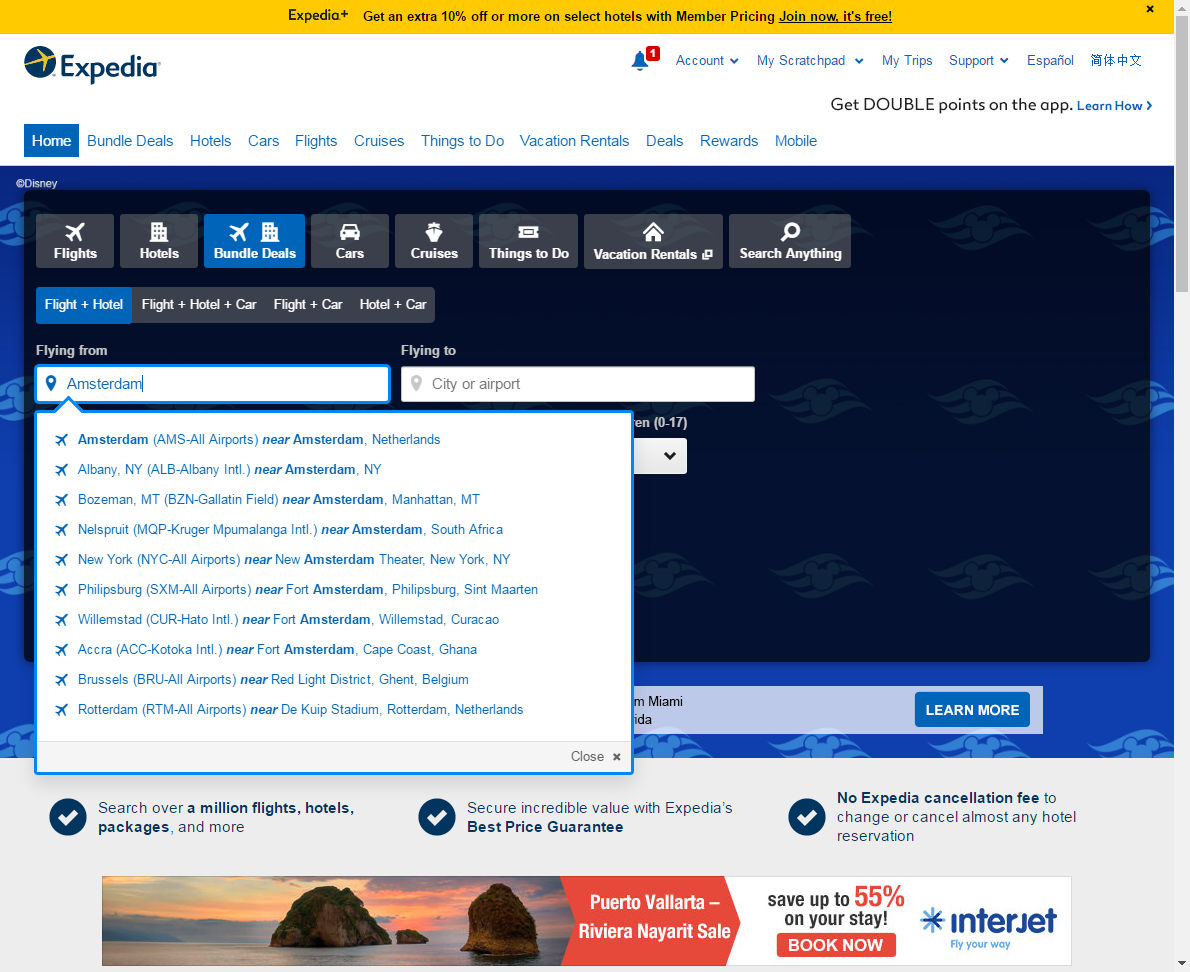 Expedia+ Get an extra 10% off or more on select hotels with Member Pricing Join now, it's free!
Expedia
1 Account My Scratchpad My Trips Support Español 简体中文
Get DOUBLE points on the app. Learn How
Home Bundle Deals Hotels Cars Flights Cruises Things to Do Vacation Rentals Deals Rewards Mobile
©Disney
Flights Hotels Bundle Deals Cars Cruises Things to Do Vacation Rentals Search Anything
Flight + Hotel Flight + Hotel + Car Flight + Car Hotel + Car
Flying from Flying to
Amsterdam City or airport
en (0-17)
Amsterdam (AMS-All Airports) near Amsterdam, Netherlands
Albany, NY (ALB-Albany Intl.) near Amsterdam, NY
Bozeman, MT (BZN-Gallatin Field) near Amsterdam, Manhattan, MT
Nelspruit (MQP-Kruger Mpumalanga Intl.) near Amsterdam, South Africa
New York (NYC-All Airports) near New Amsterdam Theater, New York, NY
Philipsburg (SXM-All Airports) near Fort Amsterdam, Philipsburg, Sint Maarten
Willemstad (CUR-Hato Intl.) near Fort Amsterdam, Willemstad, Curacao
Accra (ACC-Kotoka Intl.) near Fort Amsterdam, Cape Coast, Ghana
Brussels (BRU-All Airports) near Red Light District, Ghent, Belgium
Rotterdam (RTM-All Airports) near De Kuip Stadium, Rotterdam, Netherlands
m Miami
ida
LEARN MORE
Close
Search over a million flights, hotels,
packages, and more
Secure incredible value with Expedia's
Best Price Guarantee
No Expedia cancellation fee to
change or cancel almost any hotel
reservation
Puerto Vallarta –
Riviera Nayarit Sale
save up to 55%
on your stay!
BOOK NOW
interjet
Fly your way